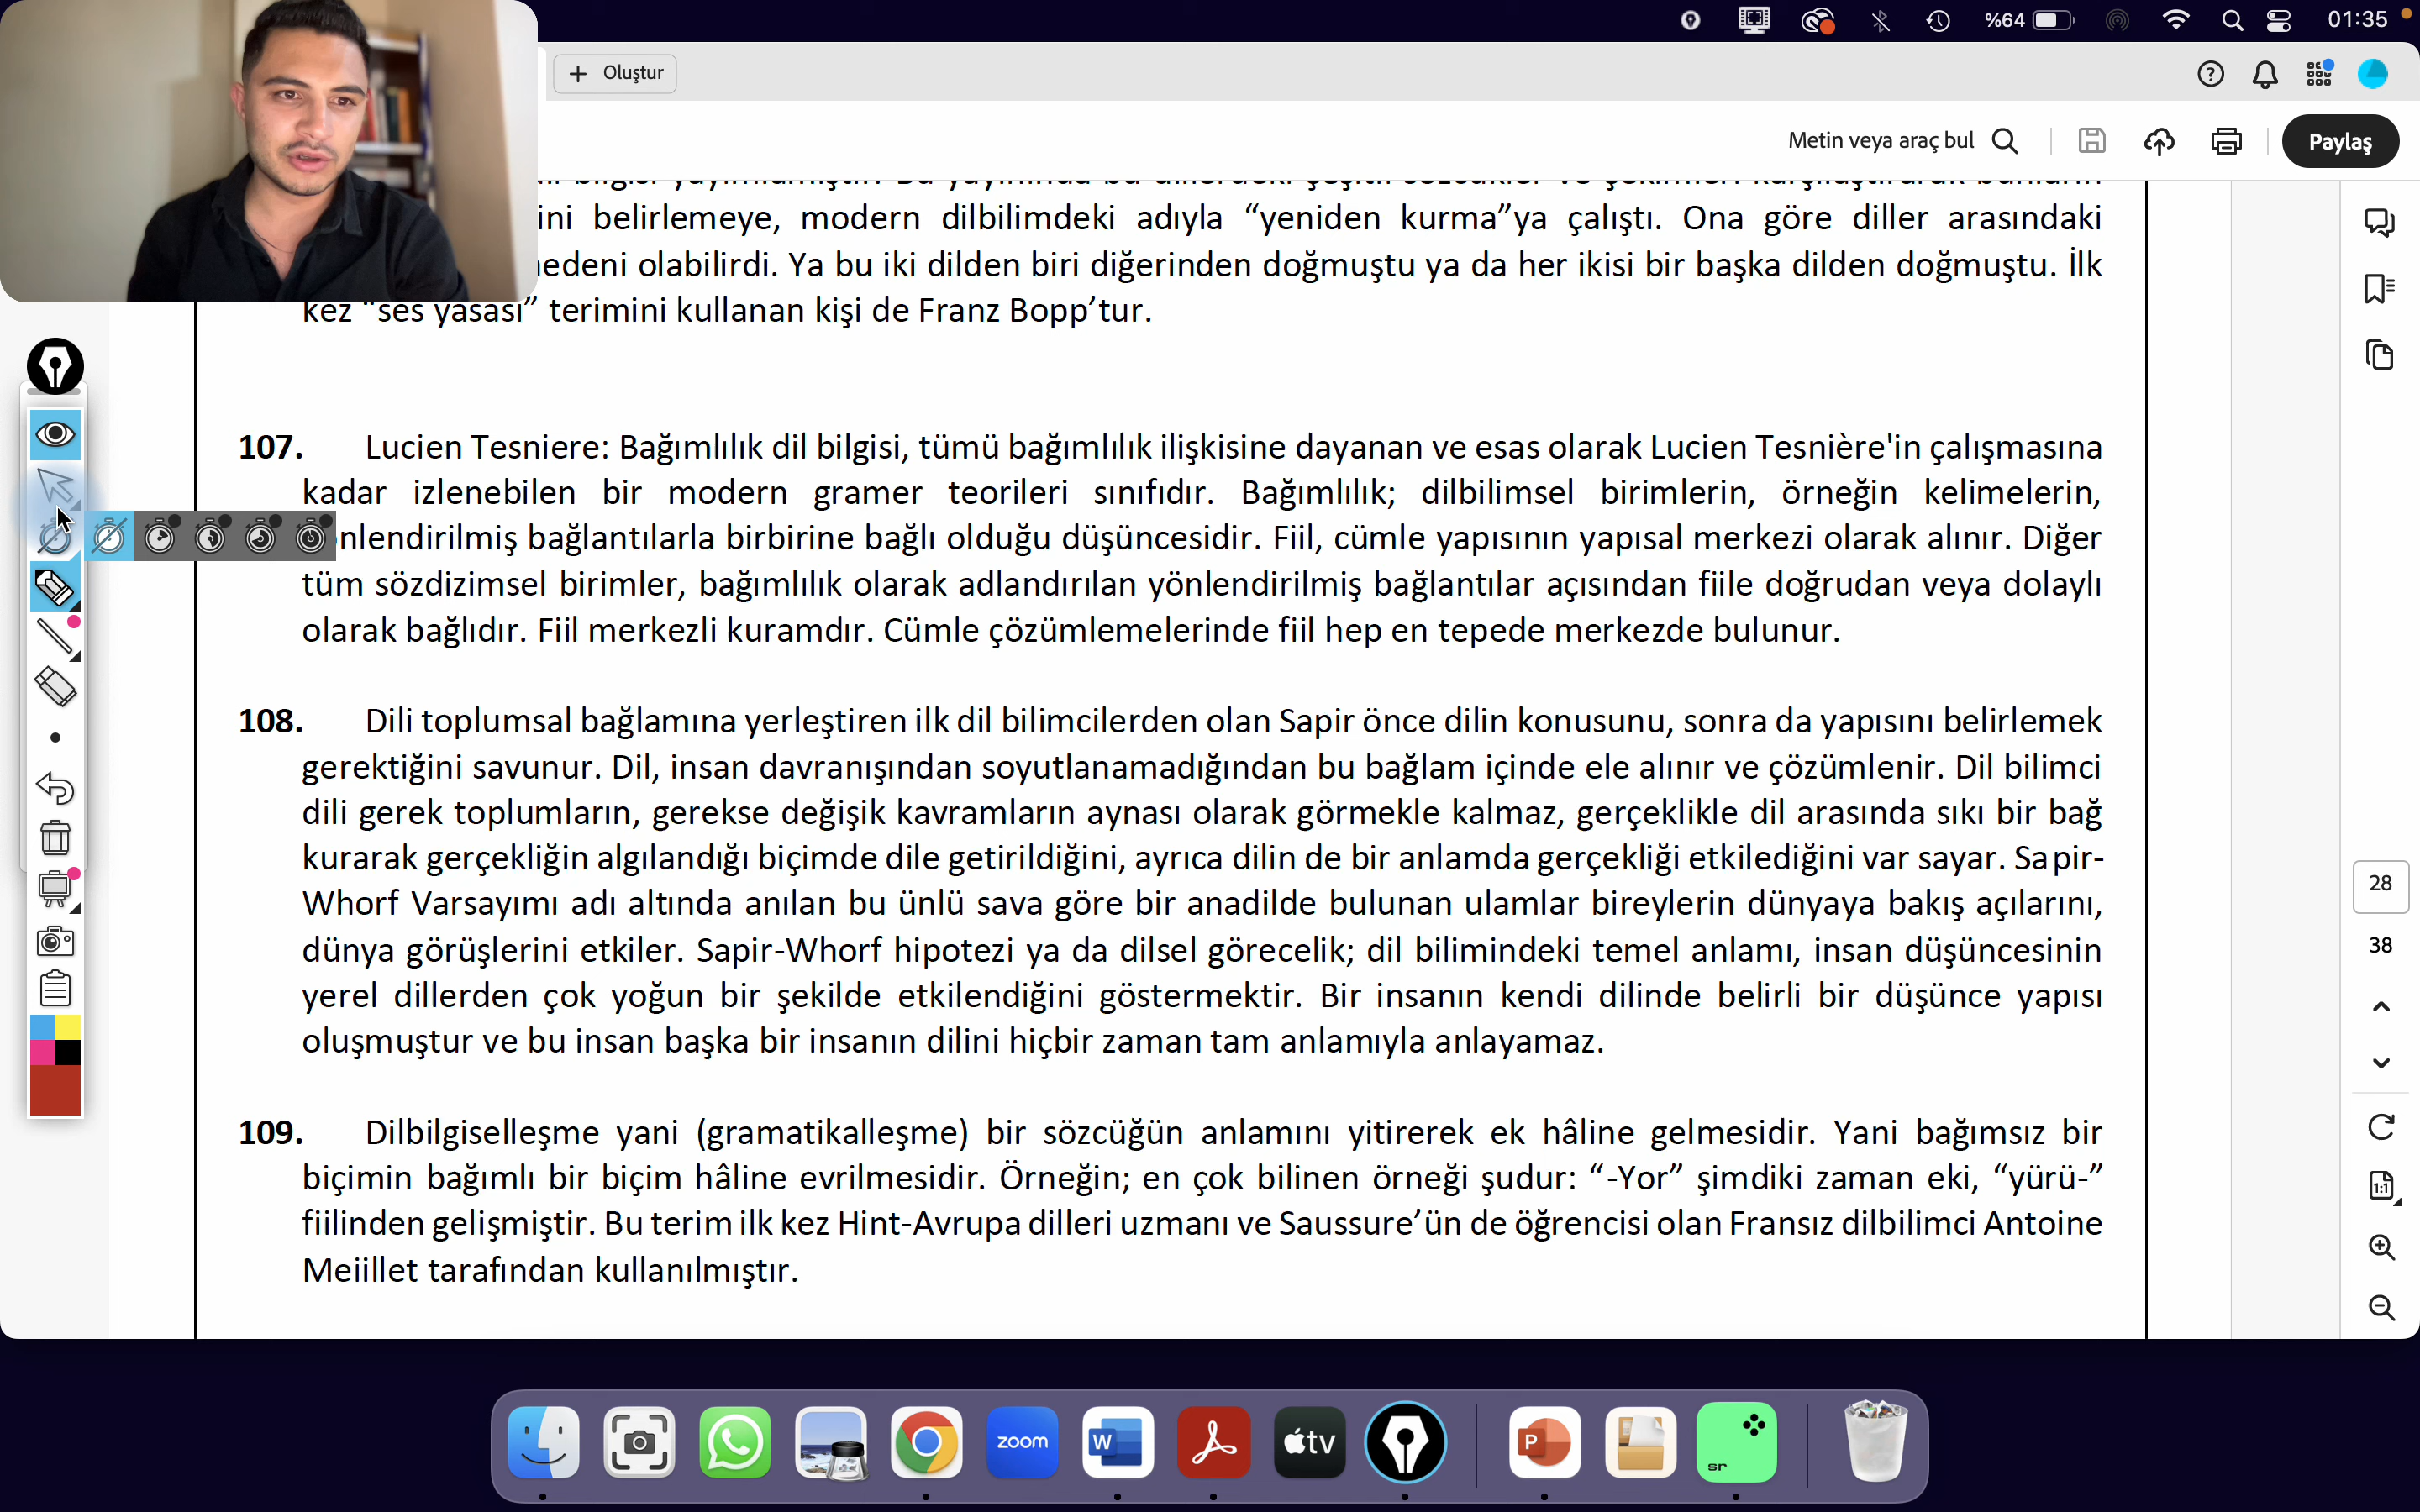 %64
01:35
+ Oluştur
Metin veya araç bul
Paylaş
ini belirlemeye, modern dilbilimdeki adıyla “yeniden kurma”ya çalıştı. Ona göre diller arasındaki
nedeni olabilirdi. Ya bu iki dilden biri diğerinden doğmuştu ya da her ikisi bir başka dilden doğmuştu. İlk
kez “ses yasası” terimini kullanan kişi de Franz Bopp’tur.
107. Lucien Tesniere: Bağımlılık dil bilgisi, tümü bağımlılık ilişkisine dayanan ve esas olarak Lucien Tesnière'in çalışmasına
kadar izlenebilen bir modern gramer teorileri sınıfıdır. Bağımlılık; dilbilimsel birimlerin, örneğin kelimelerin,
nlendirilmiş bağlantılarla birbirine bağlı olduğu düşüncesidir. Fiil, cümle yapısının yapısal merkezi olarak alınır. Diğer
tüm sözdizimsel birimler, bağımlılık olarak adlandırılan yönlendirilmiş bağlantılar açısından fiile doğrudan veya dolaylı
olarak bağlıdır. Fiil merkezli kuramdır. Cümle çözümlemelerinde fiil hep en tepede merkezde bulunur.
108. Dili toplumsal bağlamına yerleştiren ilk dil bilimcilerden olan Sapir önce dilin konusunu, sonra da yapısını belirlemek
gerektiğini savunur. Dil, insan davranışından soyutlanamadığından bu bağlam içinde ele alınır ve çözümlenir. Dil bilimci
dili gerek toplumların, gerekse değişik kavramların aynası olarak görmekle kalmaz, gerçeklikle dil arasında sıkı bir bağ
kurarak gerçekliğin algılandığı biçimde dile getirildiğini, ayrıca dilin de bir anlamda gerçekliği etkilediğini var sayar. Sapir-
Whorf Varsayımı adı altında anılan bu ünlü sava göre bir anadilde bulunan ulamlar bireylerin dünyaya bakış açılarını,
dünya görüşlerini etkiler. Sapir-Whorf hipotezi ya da dilsel görecelik; dil bilimindeki temel anlamı, insan düşüncesinin
yerel dillerden çok yoğun bir şekilde etkilendiğini göstermektir. Bir insanın kendi dilinde belirli bir düşünce yapısı
oluşmuştur ve bu insan başka bir insanın dilini hiçbir zaman tam anlamıyla anlayamaz.
109. Dilbilgiselleşme yani (gramatikalleşme) bir sözcüğün anlamını yitirerek ek hâline gelmesidir. Yani bağımsız bir
biçimin bağımlı bir biçim hâline evrilmesidir. Örneğin; en çok bilinen örneği şudur: “-Yor” şimdiki zaman eki, “yürü-”
fiilinden gelişmiştir. Bu terim ilk kez Hint-Avrupa dilleri uzmanı ve Saussure’ün de öğrencisi olan Fransız dilbilimci Antoine
Meiillet tarafından kullanılmıştır.
28
38
1:1
zoom
W
tv
P
sr